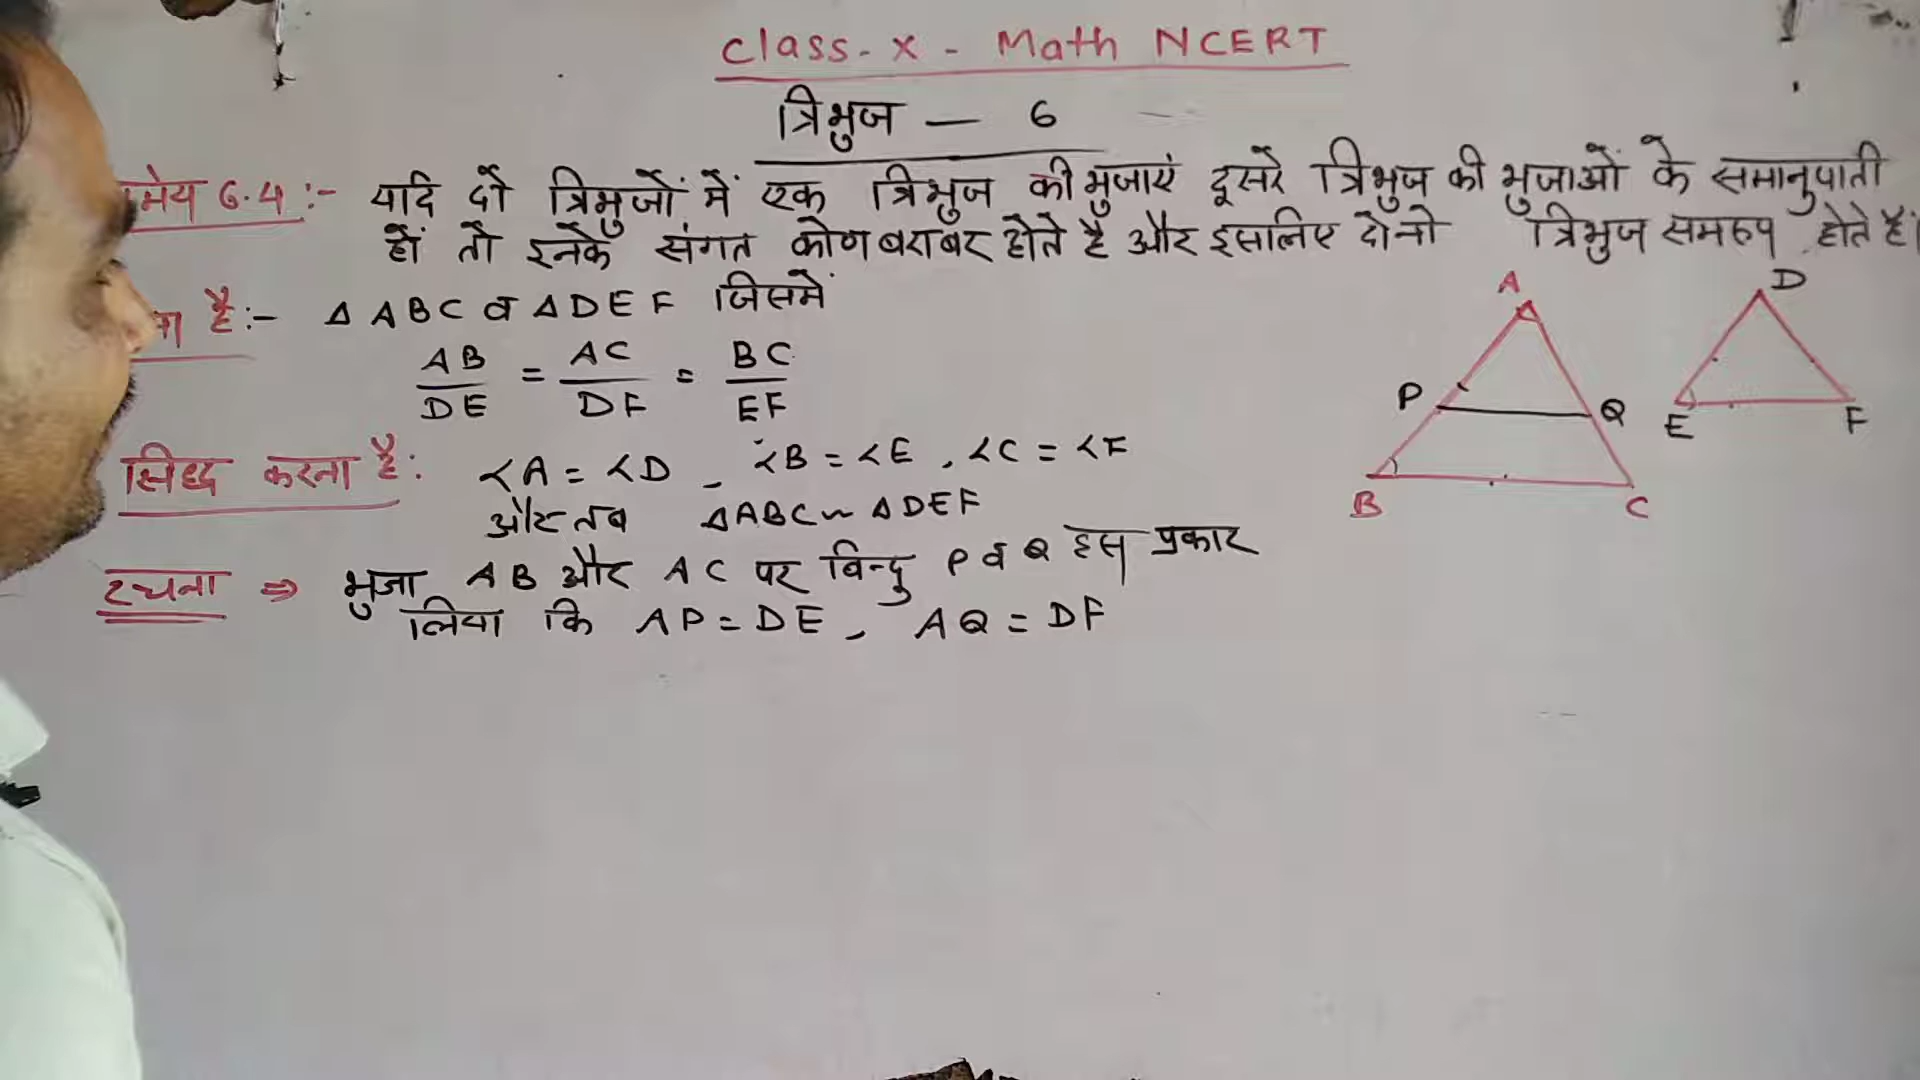 Class-x - Math NCERT
त्रिभुज — 6
मेय 6.4 :- यदि दो त्रिभुजों में एक त्रिभुज की भुजाएं दूसरे त्रिभुज की भुजाओं के समानुपाती
हों तो इनके संगत कोण बराबर होते है और इसलिए दोनो त्रिभुज समरुप होते हैं।
है:- Δ ABC व Δ DEF जिसमें
AB/DE = AC/DF = BC/EF
सिध्द करना है: ∠A = ∠D, ∠B = ∠E, ∠C = ∠F
और तब ΔABC ~ ΔDEF
रचना ⇒ भुजा AB और AC पर विन्दु P व Q इस प्रकार
लिया कि AP = DE, AQ = DF
A
P
Q
B
C
D
E
F